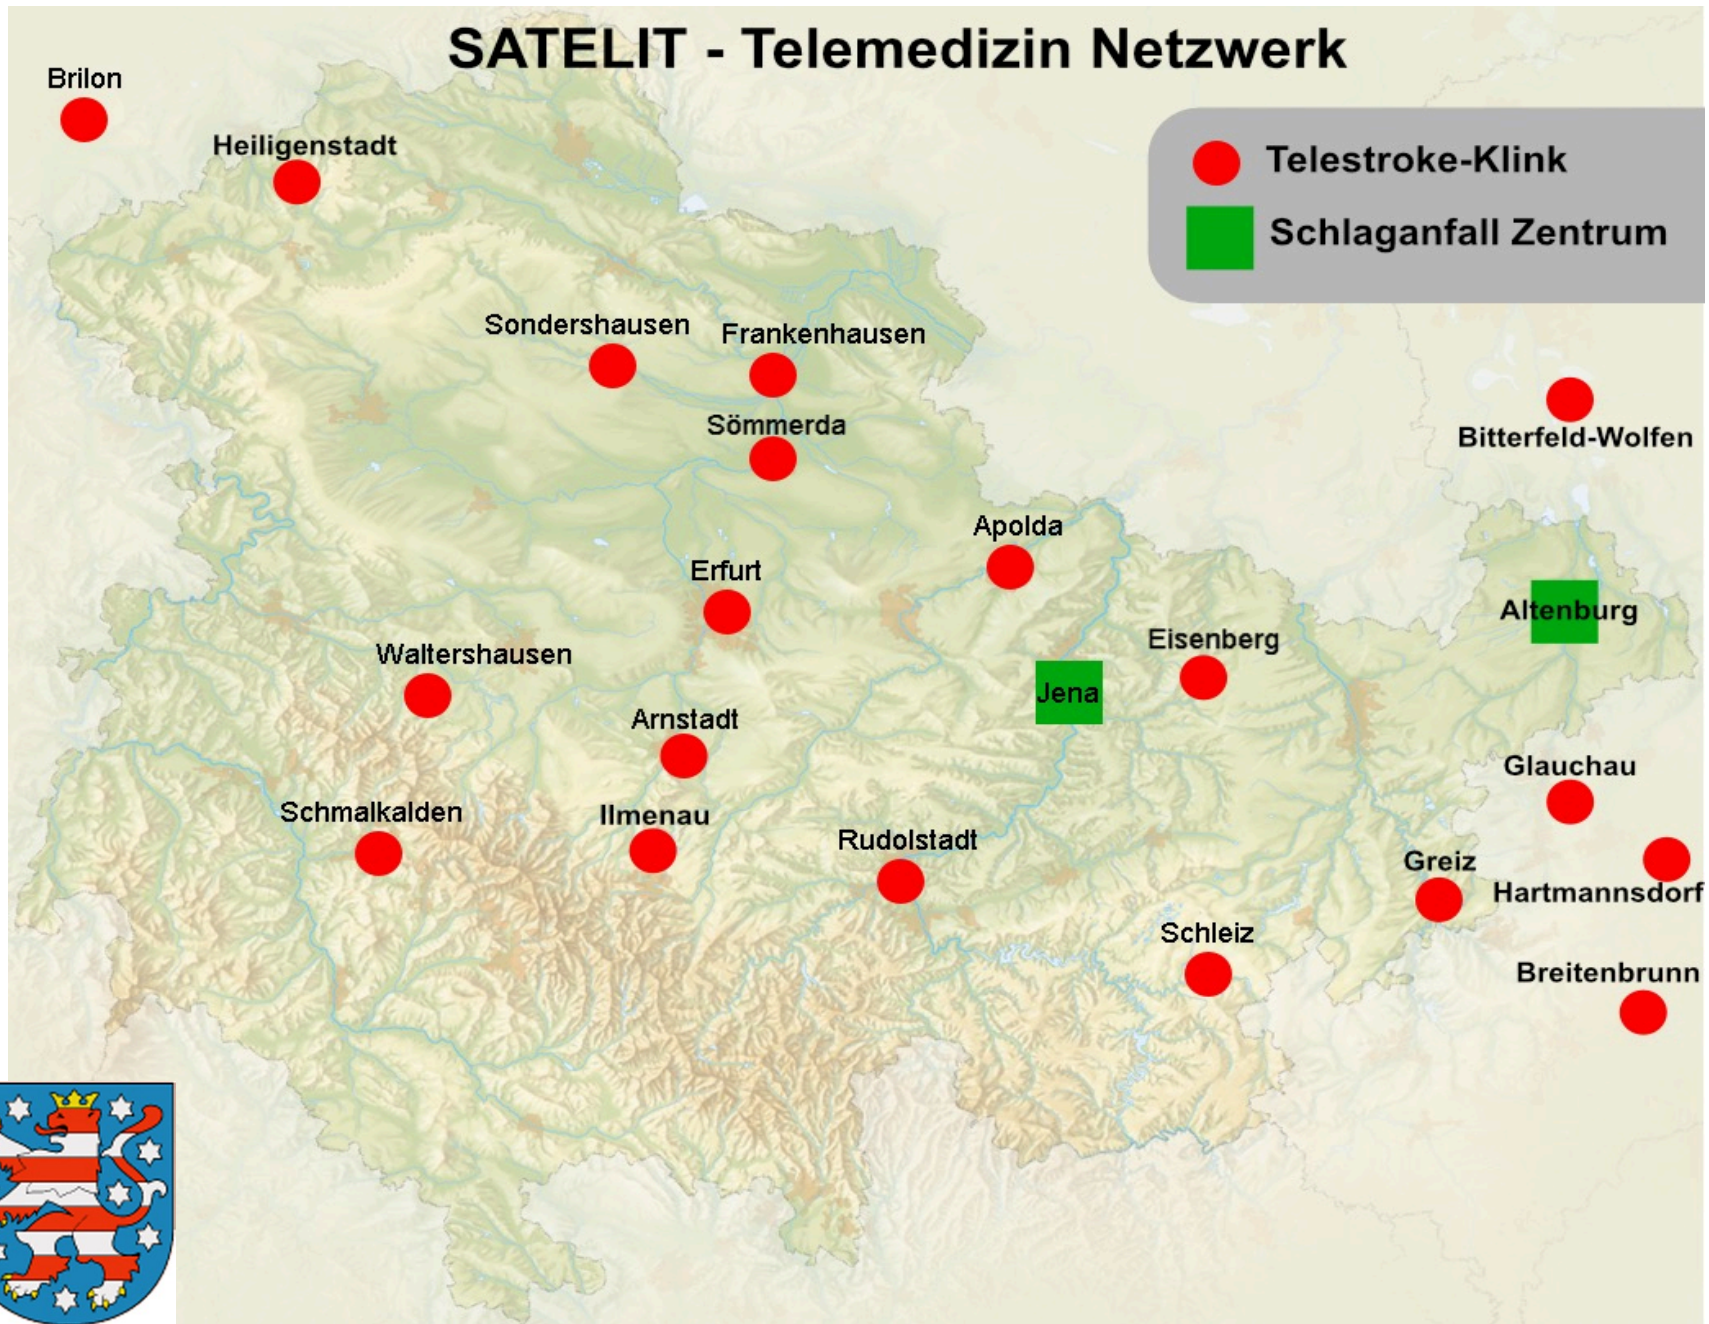 SATELIT - Telemedizin Netzwerk
Brilon
Heiligenstadt
Telestroke-Klink
Schlaganfall Zentrum
Sondershausen
Frankenhausen
Sömmerda
Bitterfeld-Wolfen
Apolda
Erfurt
Altenburg
Eisenberg
Waltershausen
Jena
Arnstadt
Glauchau
Schmalkalden
Ilmenau
Rudolstadt
Greiz
Hartmannsdorf
Schleiz
Breitenbrunn